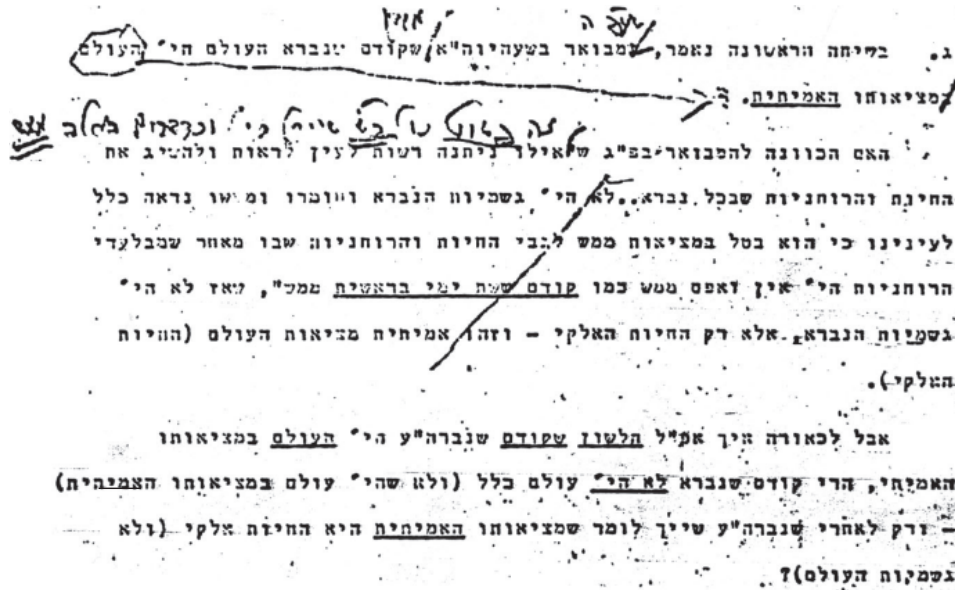 ג. בשיחה הראשונה נאמר, כמבואר בשעהיוה"א שקודם שנברא העולם הי' העולם
במציאותו האמיתית.
האם הכוונה להמבואר בפ"ג שאילו ניתנה רשות לעין לראות ולהשיג את
החיות והרוחניות שבכל נברא.. לא הי' גשמיות הנברא וחומרו וממשו נראה כלל
לעינינו כי הוא בטל במציאות ממש לגבי החיות והרוחניות שבו מאחר שמבלעדי
הרוחניות הי' אין ואפס ממש כמו קודם ששת ימי בראשית ממש", שאז לא הי'
גשמיות הנברא, אלא רק החיות האלקי – וזהו אמיתית מציאות העולם (החיות
האלקי).
אבל לכאורה איך אפ"ל הלשון שקודם שנברה"ע הי' העולם במציאותו
האמיתי, הרי קודם שנברא לא הי' עולם כלל (ולא שהי' עולם במציאותו האמיתית)
– ורק לאחרי שנברה"ע שייך לומר שמציאותו האמיתית היא החיות אלקי (ולא
גשמיות העולם)?